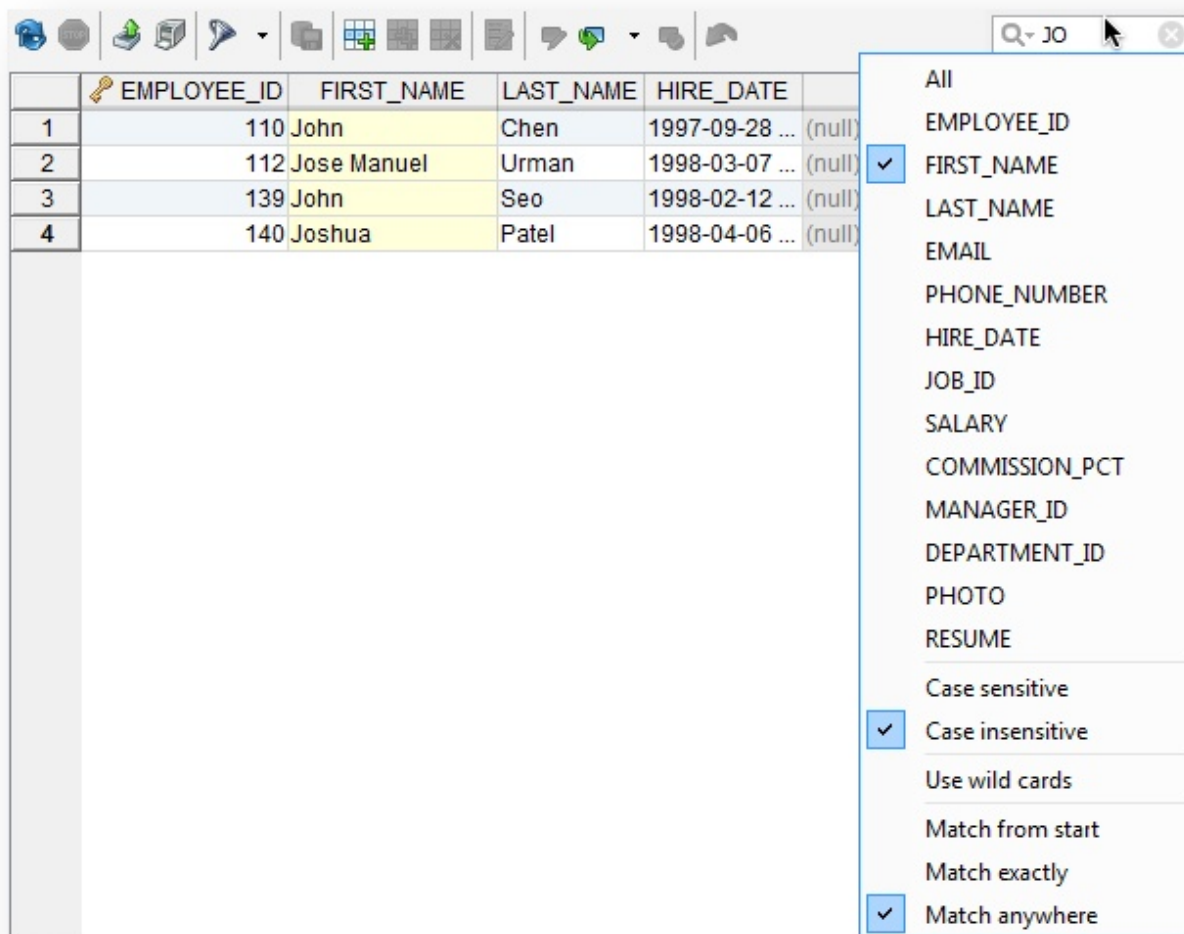 STOP
JO
EMPLOYEE_ID FIRST_NAME LAST_NAME HIRE_DATE
1 110 John Chen 1997-09-28 ... (null)
2 112 Jose Manuel Urman 1998-03-07 ... (null)
3 139 John Seo 1998-02-12 ... (null)
4 140 Joshua Patel 1998-04-06 ... (null)
All
EMPLOYEE_ID
FIRST_NAME
LAST_NAME
EMAIL
PHONE_NUMBER
HIRE_DATE
JOB_ID
SALARY
COMMISSION_PCT
MANAGER_ID
DEPARTMENT_ID
PHOTO
RESUME
Case sensitive
Case insensitive
Use wild cards
Match from start
Match exactly
Match anywhere